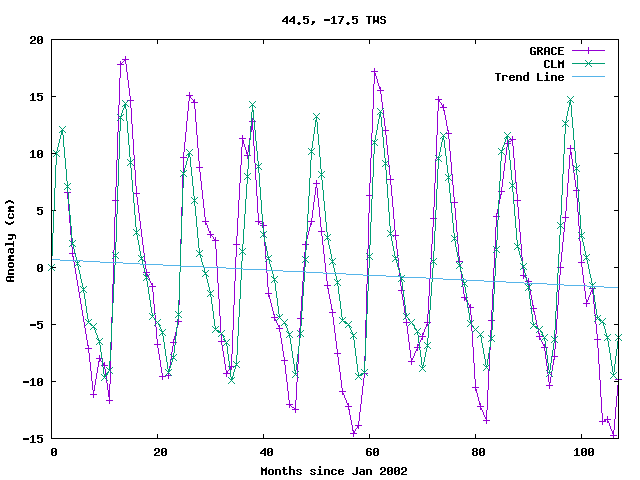 44.5, -17.5 TWS
GRACE
CLM
Trend Line
20
15
10
5
0
-5
-10
-15
Anomaly (cm)
0 20 40 60 80 100
Months since Jan 2002